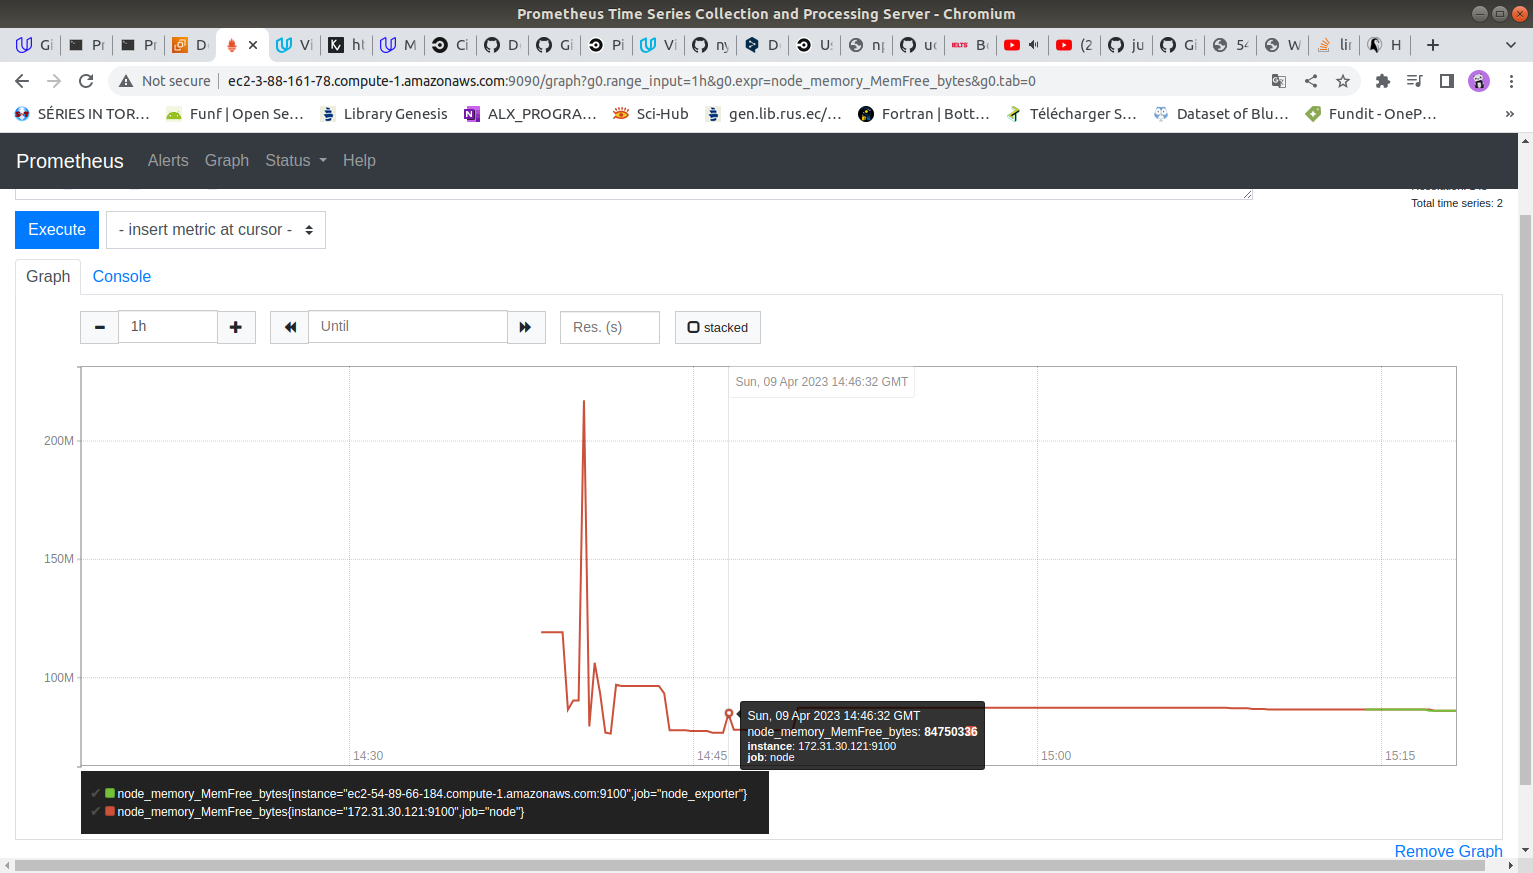 Prometheus Time Series Collection and Processing Server - Chromium
Gi
Pr
Pr
D
Vi
ht
M
Ci
D
Gi
Pi
Vi
ny
D
Us
np
uc
IELTS Bo
(2
ju
Gi
54
W
lir
H
Not secure ec2-3-88-161-78.compute-1.amazonaws.com:9090/graph?g0.range_input=1h&g0.expr=node_memory_MemFree_bytes&g0.tab=0
SÉRIES IN TOR… Funf | Open Se… Library Genesis ALX_PROGRA… Sci-Hub gen.lib.rus.ec/… Fortran | Bott… Télécharger S… Dataset of Blu… Fundit - OneP… »
Prometheus Alerts Graph Status Help
Total time series: 2
Execute - insert metric at cursor -
Graph Console
1h Until Res. (s) stacked
Sun, 09 Apr 2023 14:46:32 GMT
200M
150M
100M
Sun, 09 Apr 2023 14:46:32 GMT
node_memory_MemFree_bytes: 84750336
instance: 172.31.30.121:9100
job: node
14:30 14:45 15:00 15:15
✔ node_memory_MemFree_bytes{instance="ec2-54-89-66-184.compute-1.amazonaws.com:9100",job="node_exporter"}
✔ node_memory_MemFree_bytes{instance="172.31.30.121:9100",job="node"}
Remove Graph